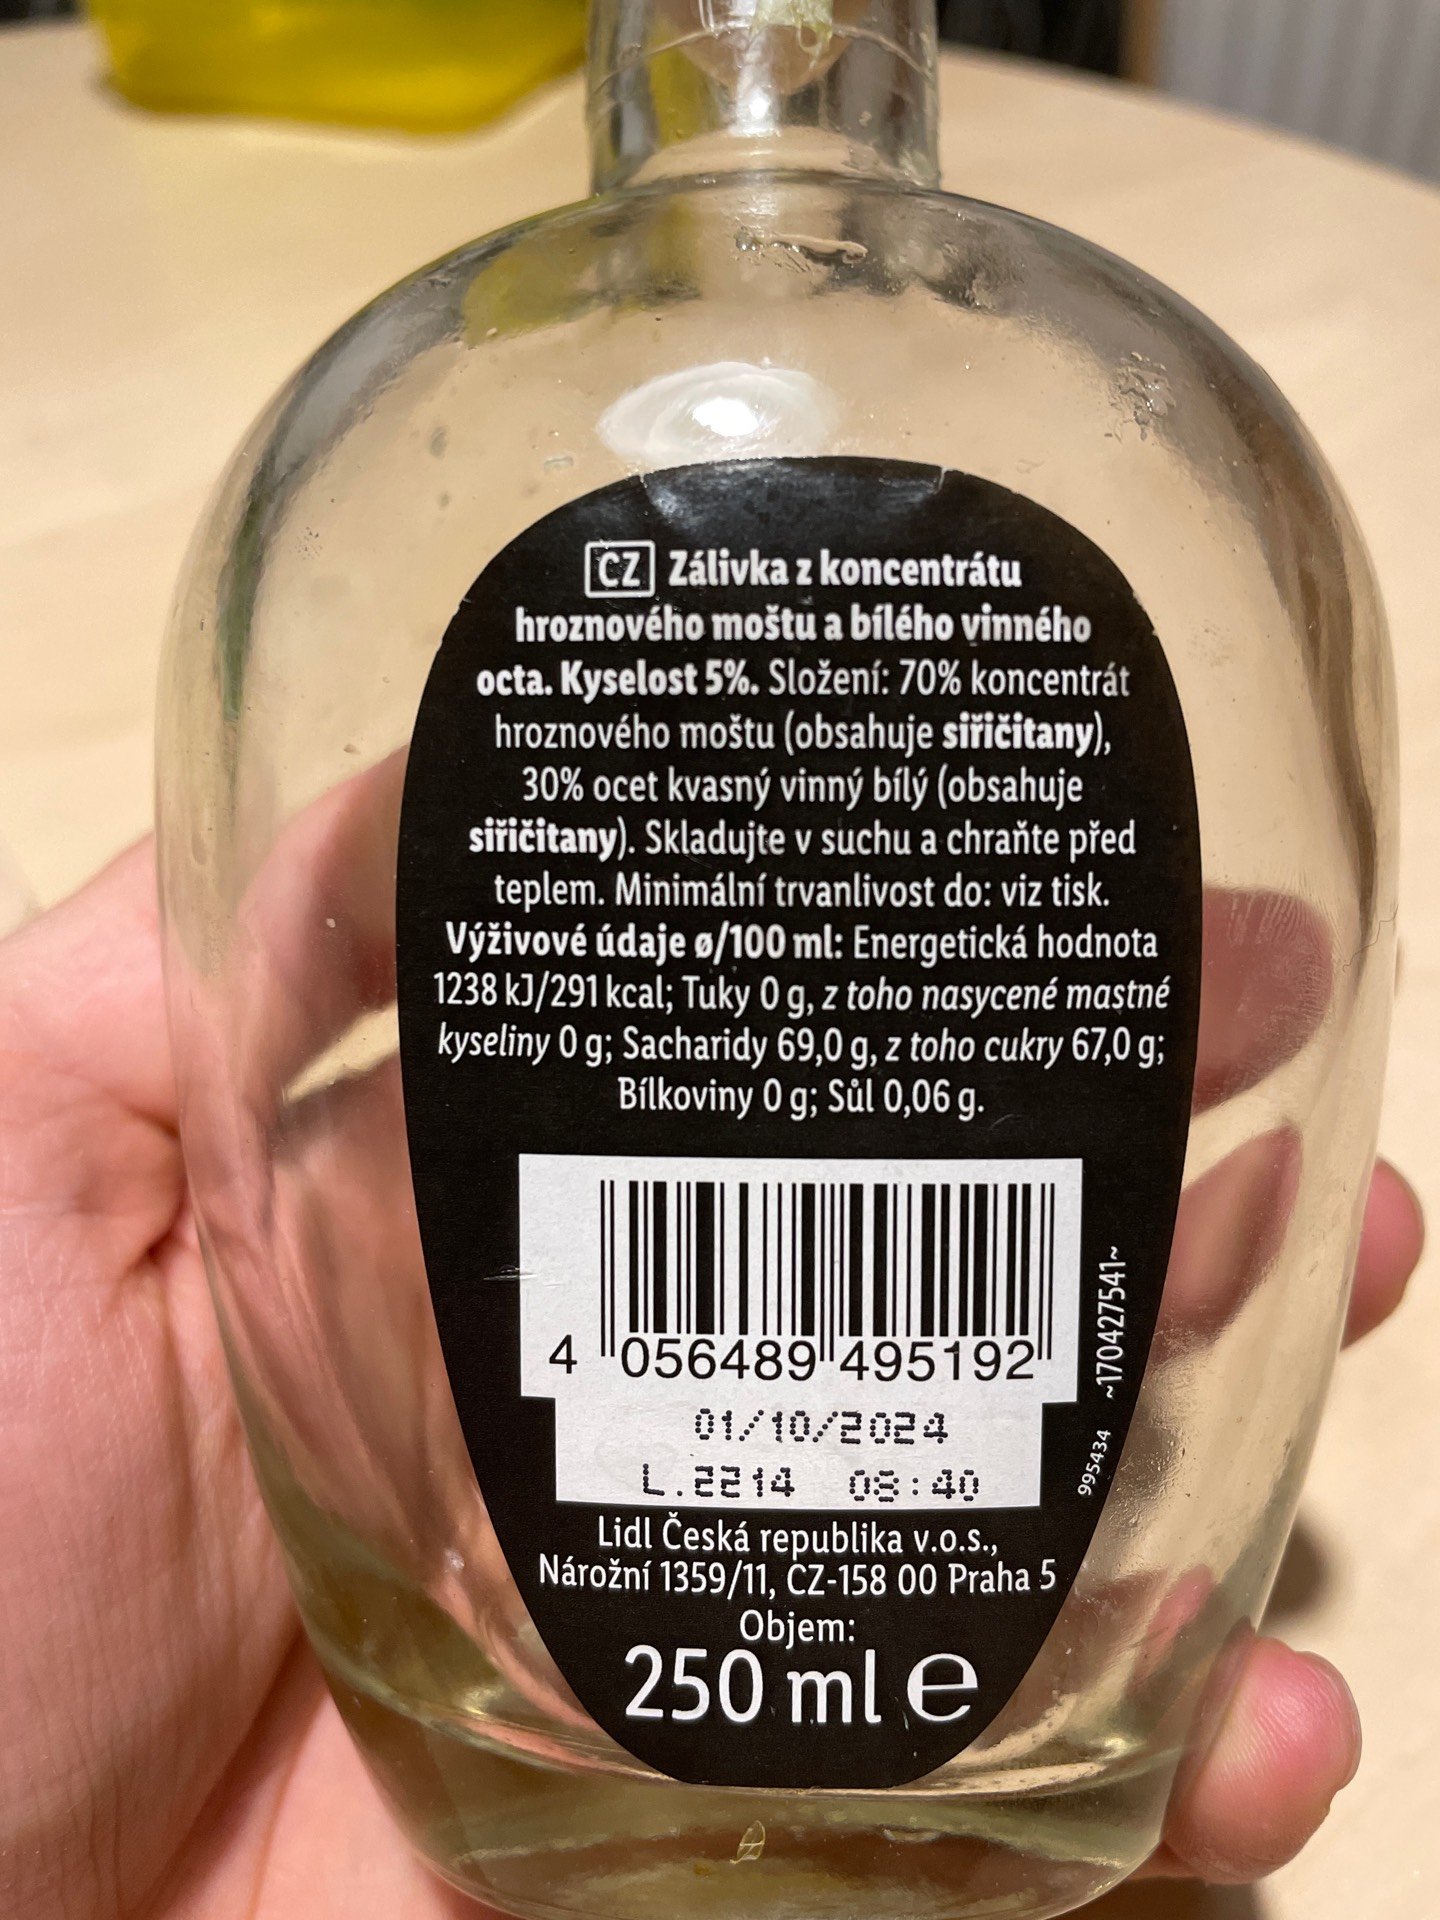 CZ Zálivka z koncentrátu
hroznového moštu a bílého vinného
octa. Kyselost 5%. Složení: 70% koncentrát
hroznového moštu (obsahuje siřičitany),
30% ocet kvasný vinný bílý (obsahuje
siřičitany). Skladujte v suchu a chraňte před
teplem. Minimální trvanlivost do: viz tisk.
Výživové údaje ø/100 ml: Energetická hodnota
1238 kJ/291 kcal; Tuky 0 g, z toho nasycené mastné
kyseliny 0 g; Sacharidy 69,0 g, z toho cukry 67,0 g;
Bílkoviny 0 g; Sůl 0,06 g.
4 056489 495192
~170427541~
995434
01/10/2024
L.2214 08:40
Lidl Česká republika v.o.s.,
Nárožní 1359/11, CZ-158 00 Praha 5
Objem:
250 ml e